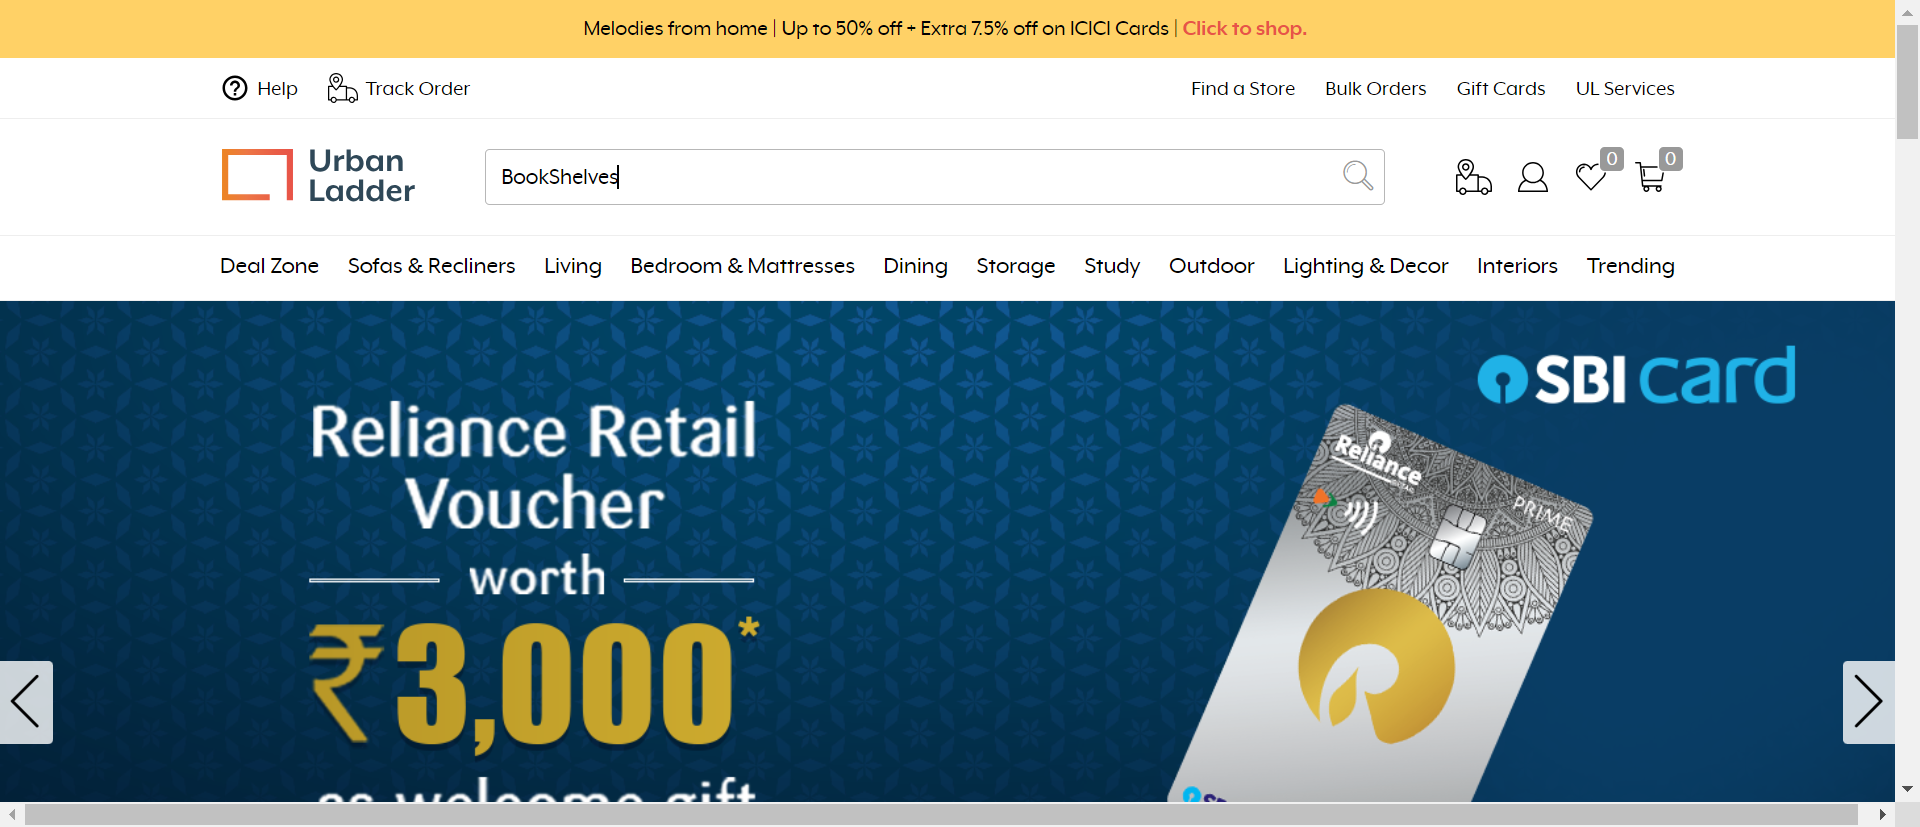 Melodies from home | Up to 50% off + Extra 7.5% off on ICICI Cards | Click to shop.
Help Track Order Find a Store Bulk Orders Gift Cards UL Services
Urban
Ladder
BookShelves
0 0
Deal Zone Sofas & Recliners Living Bedroom & Mattresses Dining Storage Study Outdoor Lighting & Decor Interiors Trending
SBI card
Reliance Retail
Voucher
worth
₹3,000*
as welcome gift
Reliance
PRIME